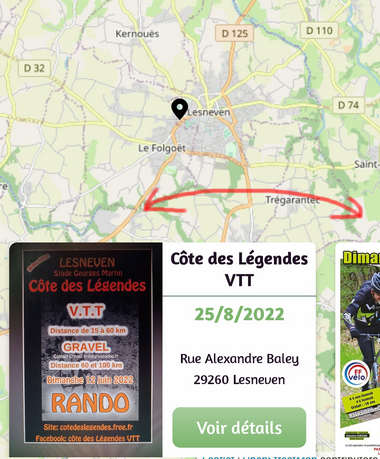 Kernouës
D 125
D 110
D 32
D 74
Lesneven
Le Folgoët
Saint-
Trégarantec
LESNEVEN
Stade Georges Martin
Côte des Légendes
V.T.T
Distance de 15 à 60 km
GRAVEL
Distance 60 et 100 km
Dimanche 12 juin 2022
RANDO
Site: cotedeslegendes.free.fr
Facebook: côte des Légendes VTT
Côte des Légendes
VTT
25/8/2022
Rue Alexandre Baley
29260 Lesneven
Voir détails
Dima
FF
vélo